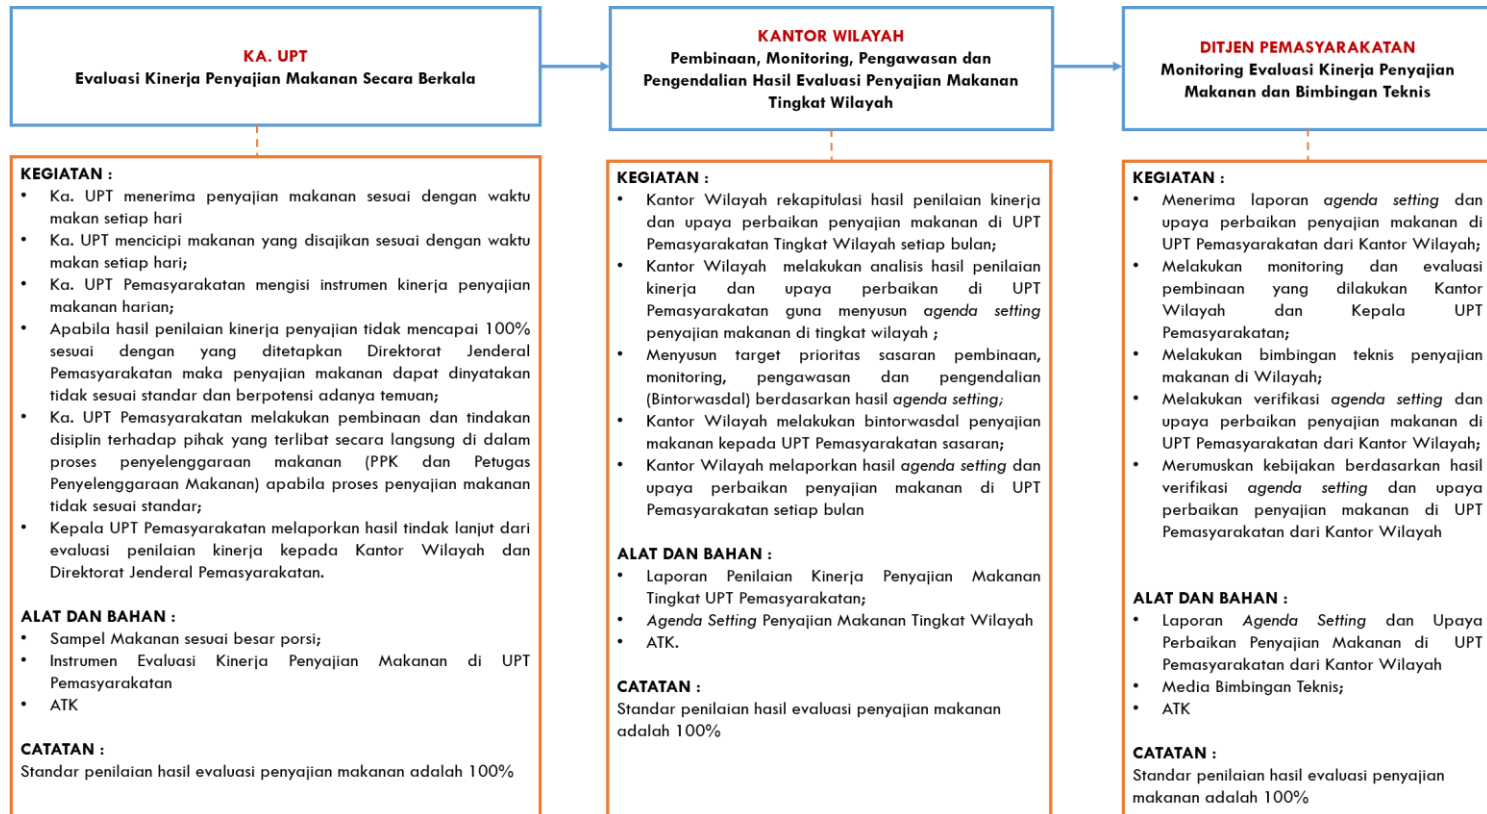 KA. UPT
Evaluasi Kinerja Penyajian Makanan Secara Berkala
KEGIATAN :
• Ka. UPT menerima penyajian makanan sesuai dengan waktu
makan setiap hari
• Ka. UPT mencicipi makanan yang disajikan sesuai dengan waktu
makan setiap hari;
• Ka. UPT Pemasyarakatan mengisi instrumen kinerja penyajian
makanan harian;
• Apabila hasil penilaian kinerja penyajian tidak mencapai 100%
sesuai dengan yang ditetapkan Direktorat Jenderal
Pemasyarakatan maka penyajian makanan dapat dinyatakan
tidak sesuai standar dan berpotensi adanya temuan;
• Ka. UPT Pemasyarakatan melakukan pembinaan dan tindakan
disiplin terhadap pihak yang terlibat secara langsung di dalam
proses penyelenggaraan makanan (PPK dan Petugas
Penyelenggaraan Makanan) apabila proses penyajian makanan
tidak sesuai standar;
• Kepala UPT Pemasyarakatan melaporkan hasil tindak lanjut dari
evaluasi penilaian kinerja kepada Kantor Wilayah dan
Direktorat Jenderal Pemasyarakatan.
ALAT DAN BAHAN :
• Sampel Makanan sesuai besar porsi;
• Instrumen Evaluasi Kinerja Penyajian Makanan di UPT
Pemasyarakatan
• ATK
CATATAN :
Standar penilaian hasil evaluasi penyajian makanan adalah 100%
KANTOR WILAYAH
Pembinaan, Monitoring, Pengawasan dan
Pengendalian Hasil Evaluasi Penyajian Makanan
Tingkat Wilayah
KEGIATAN :
• Kantor Wilayah rekapitulasi hasil penilaian kinerja
dan upaya perbaikan penyajian makanan di UPT
Pemasyarakatan Tingkat Wilayah setiap bulan;
• Kantor Wilayah melakukan analisis hasil penilaian
kinerja dan upaya perbaikan di UPT
Pemasyarakatan guna menyusun agenda setting
penyajian makanan di tingkat wilayah ;
• Menyusun target prioritas sasaran pembinaan,
monitoring, pengawasan dan pengendalian
(Bintorwasdal) berdasarkan hasil agenda setting;
• Kantor Wilayah melakukan bintorwasdal penyajian
makanan kepada UPT Pemasyarakatan sasaran;
• Kantor Wilayah melaporkan hasil agenda setting dan
upaya perbaikan penyajian makanan di UPT
Pemasyarakatan setiap bulan
ALAT DAN BAHAN :
• Laporan Penilaian Kinerja Penyajian Makanan
Tingkat UPT Pemasyarakatan;
• Agenda Setting Penyajian Makanan Tingkat Wilayah
• ATK.
CATATAN :
Standar penilaian hasil evaluasi penyajian makanan
adalah 100%
DITJEN PEMASYARAKATAN
Monitoring Evaluasi Kinerja Penyajian
Makanan dan Bimbingan Teknis
KEGIATAN :
• Menerima laporan agenda setting dan
upaya perbaikan penyajian makanan di
UPT Pemasyarakatan dari Kantor Wilayah;
• Melakukan monitoring dan evaluasi
pembinaan yang dilakukan Kantor
Wilayah dan Kepala UPT
Pemasyarakatan;
• Melakukan bimbingan teknis penyajian
makanan di Wilayah;
• Melakukan verifikasi agenda setting dan
upaya perbaikan penyajian makanan di
UPT Pemasyarakatan dari Kantor Wilayah;
• Merumuskan kebijakan berdasarkan hasil
verifikasi agenda setting dan upaya
perbaikan penyajian makanan di UPT
Pemasyarakatan dari Kantor Wilayah
ALAT DAN BAHAN :
• Laporan Agenda Setting dan Upaya
Perbaikan Penyajian Makanan di UPT
Pemasyarakatan dari Kantor Wilayah
• Media Bimbingan Teknis;
• ATK
CATATAN :
Standar penilaian hasil evaluasi penyajian
makanan adalah 100%